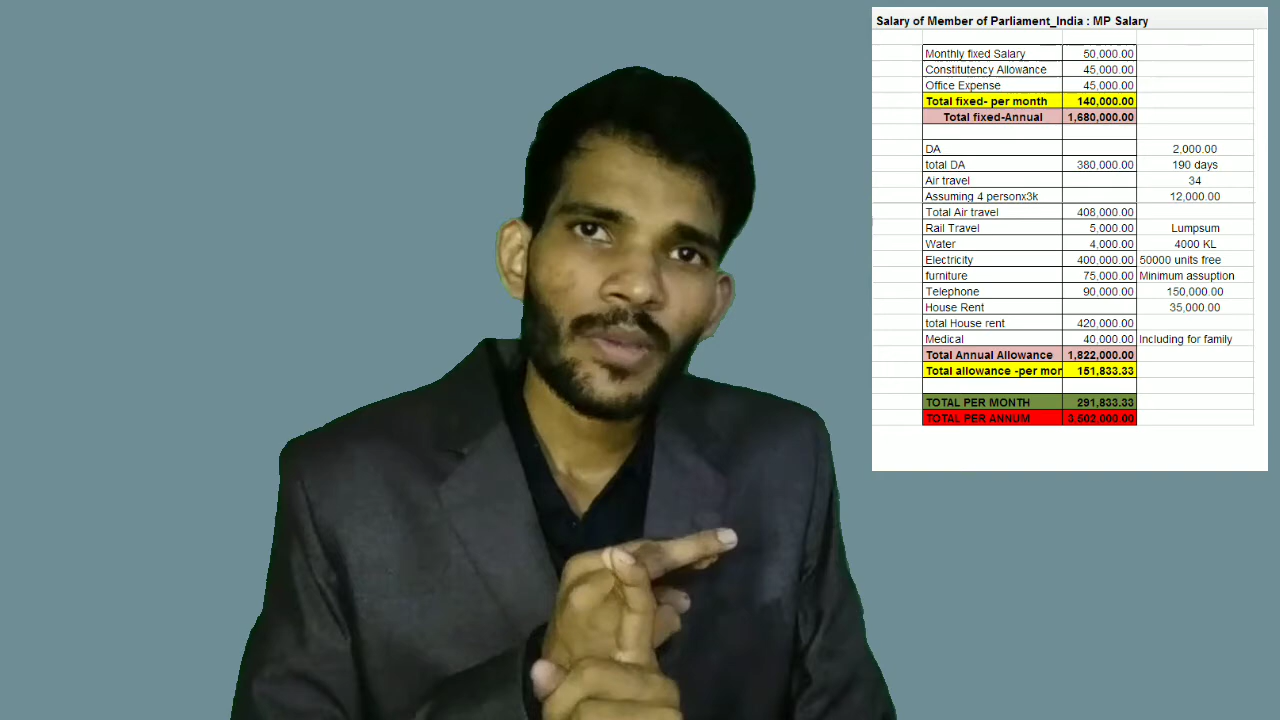 Salary of Member of Parliament_India : MP Salary
Monthly fixed Salary 50,000.00
Constitutency Allowance 45,000.00
Office Expense 45,000.00
Total fixed- per month 140,000.00
Total fixed-Annual 1,680,000.00
DA 2,000.00
total DA 380,000.00 190 days
Air travel 34
Assuming 4 personx3k 12,000.00
Total Air travel 408,000.00
Rail Travel 5,000.00 Lumpsum
Water 4,000.00 4000 KL
Electricity 400,000.00 50000 units free
furniture 75,000.00 Minimum assuption
Telephone 90,000.00 150,000.00
House Rent 35,000.00
total House rent 420,000.00
Medical 40,000.00 Including for family
Total Annual Allowance 1,822,000.00
Total allowance -per mor 151,833.33
TOTAL PER MONTH 291,833.33
TOTAL PER ANNUM 3,502,000.00